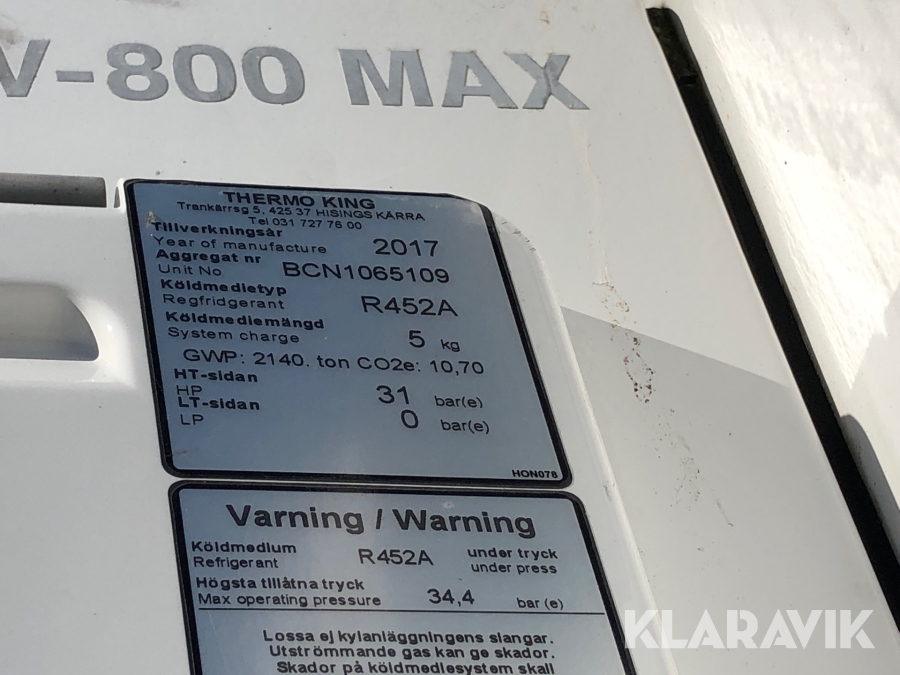 V-800 MAX
THERMO KING
Trankärrsg 5, 425 37 HISINGS KÄRRA
Tel 031 727 76 00
Tillverkningsår
Year of manufacture 2017
Aggregat nr
Unit No BCN1065109
Köldmedietyp
Regfridgerant R452A
Köldmediemängd
System charge 5 kg
GWP: 2140. ton CO2e: 10,70
HT-sidan
HP 31 bar(e)
LT-sidan
LP 0 bar(e)
HON078
Varning / Warning
Köldmedium R452A under tryck
Refrigerant under press
Högsta tillåtna tryck
Max operating pressure 34,4 bar (e)
Lossa ej kylanläggningens slangar.
Utströmmande gas kan ge skador.
Skador på köldmediesystem skall
KLARAVIK